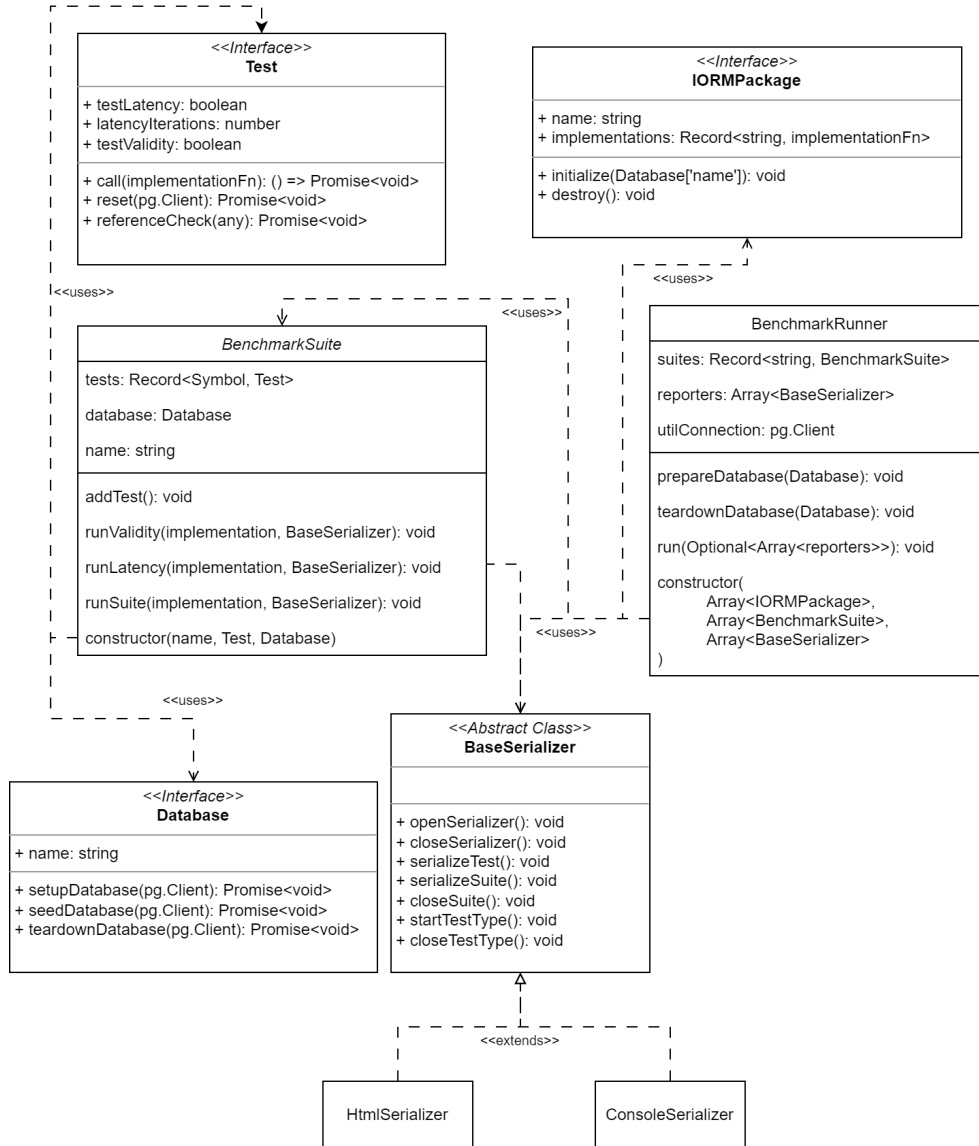 <<Interface>>
Test
+ testLatency: boolean
+ latencyIterations: number
+ testValidity: boolean
+ call(implementationFn): () => Promise<void>
+ reset(pg.Client): Promise<void>
+ referenceCheck(any): Promise<void>
<<Interface>>
IORMPackage
+ name: string
+ implementations: Record<string, implementationFn>
+ initialize(Database['name']): void
+ destroy(): void
<<uses>>
<<uses>>
<<uses>>
BenchmarkSuite
tests: Record<Symbol, Test>
database: Database
name: string
addTest(): void
runValidity(implementation, BaseSerializer): void
runLatency(implementation, BaseSerializer): void
runSuite(implementation, BaseSerializer): void
constructor(name, Test, Database)
BenchmarkRunner
suites: Record<string, BenchmarkSuite>
reporters: Array<BaseSerializer>
utilConnection: pg.Client
prepareDatabase(Database): void
teardownDatabase(Database): void
run(Optional<Array<reporters>>): void
constructor(
Array<IORMPackage>,
Array<BenchmarkSuite>,
Array<BaseSerializer>
)
<<uses>>
<<uses>>
<<Interface>>
Database
+ name: string
+ setupDatabase(pg.Client): Promise<void>
+ seedDatabase(pg.Client): Promise<void>
+ teardownDatabase(pg.Client): Promise<void>
<<Abstract Class>>
BaseSerializer
+ openSerializer(): void
+ closeSerializer(): void
+ serializeTest(): void
+ serializeSuite(): void
+ closeSuite(): void
+ startTestType(): void
+ closeTestType(): void
<<extends>>
HtmlSerializer
ConsoleSerializer